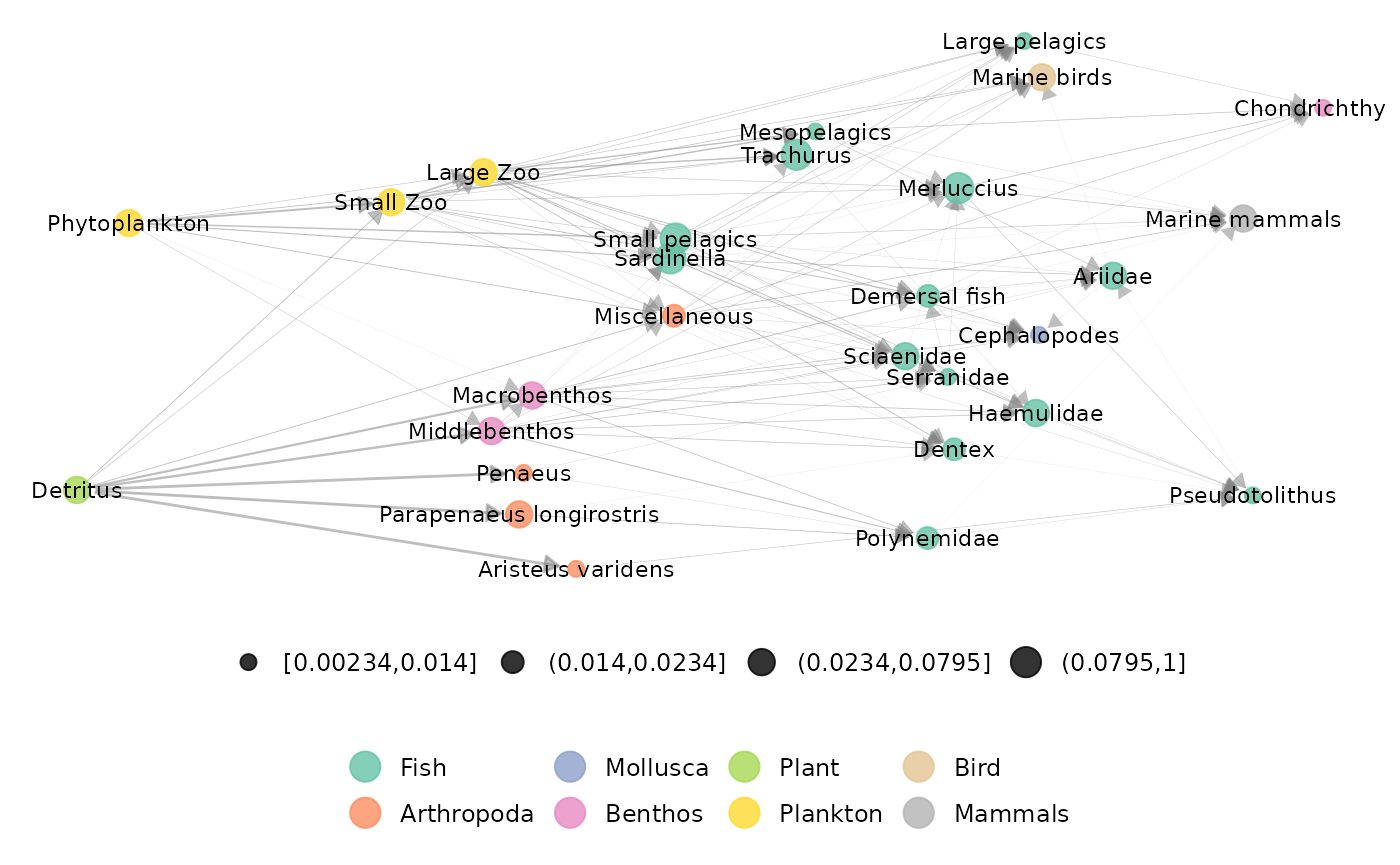 Large pelagics
Marine birds
Chondrichthy
Mesopelagics
Trachurus
Large Zoo
Merluccius
Small Zoo
Phytoplankton
Marine mammals
Small pelagics
Sardinella
Ariidae
Demersal fish
Miscellaneous
Cephalopodes
Sciaenidae
Serranidae
Macrobenthos
Haemulidae
Middlebenthos
Dentex
Penaeus
Detritus
Pseudotolithus
Parapenaeus longirostris
Polynemidae
Aristeus varidens
[0.00234,0.014] (0.014,0.0234] (0.0234,0.0795] (0.0795,1]
Fish Mollusca Plant Bird
Arthropoda Benthos Plankton Mammals